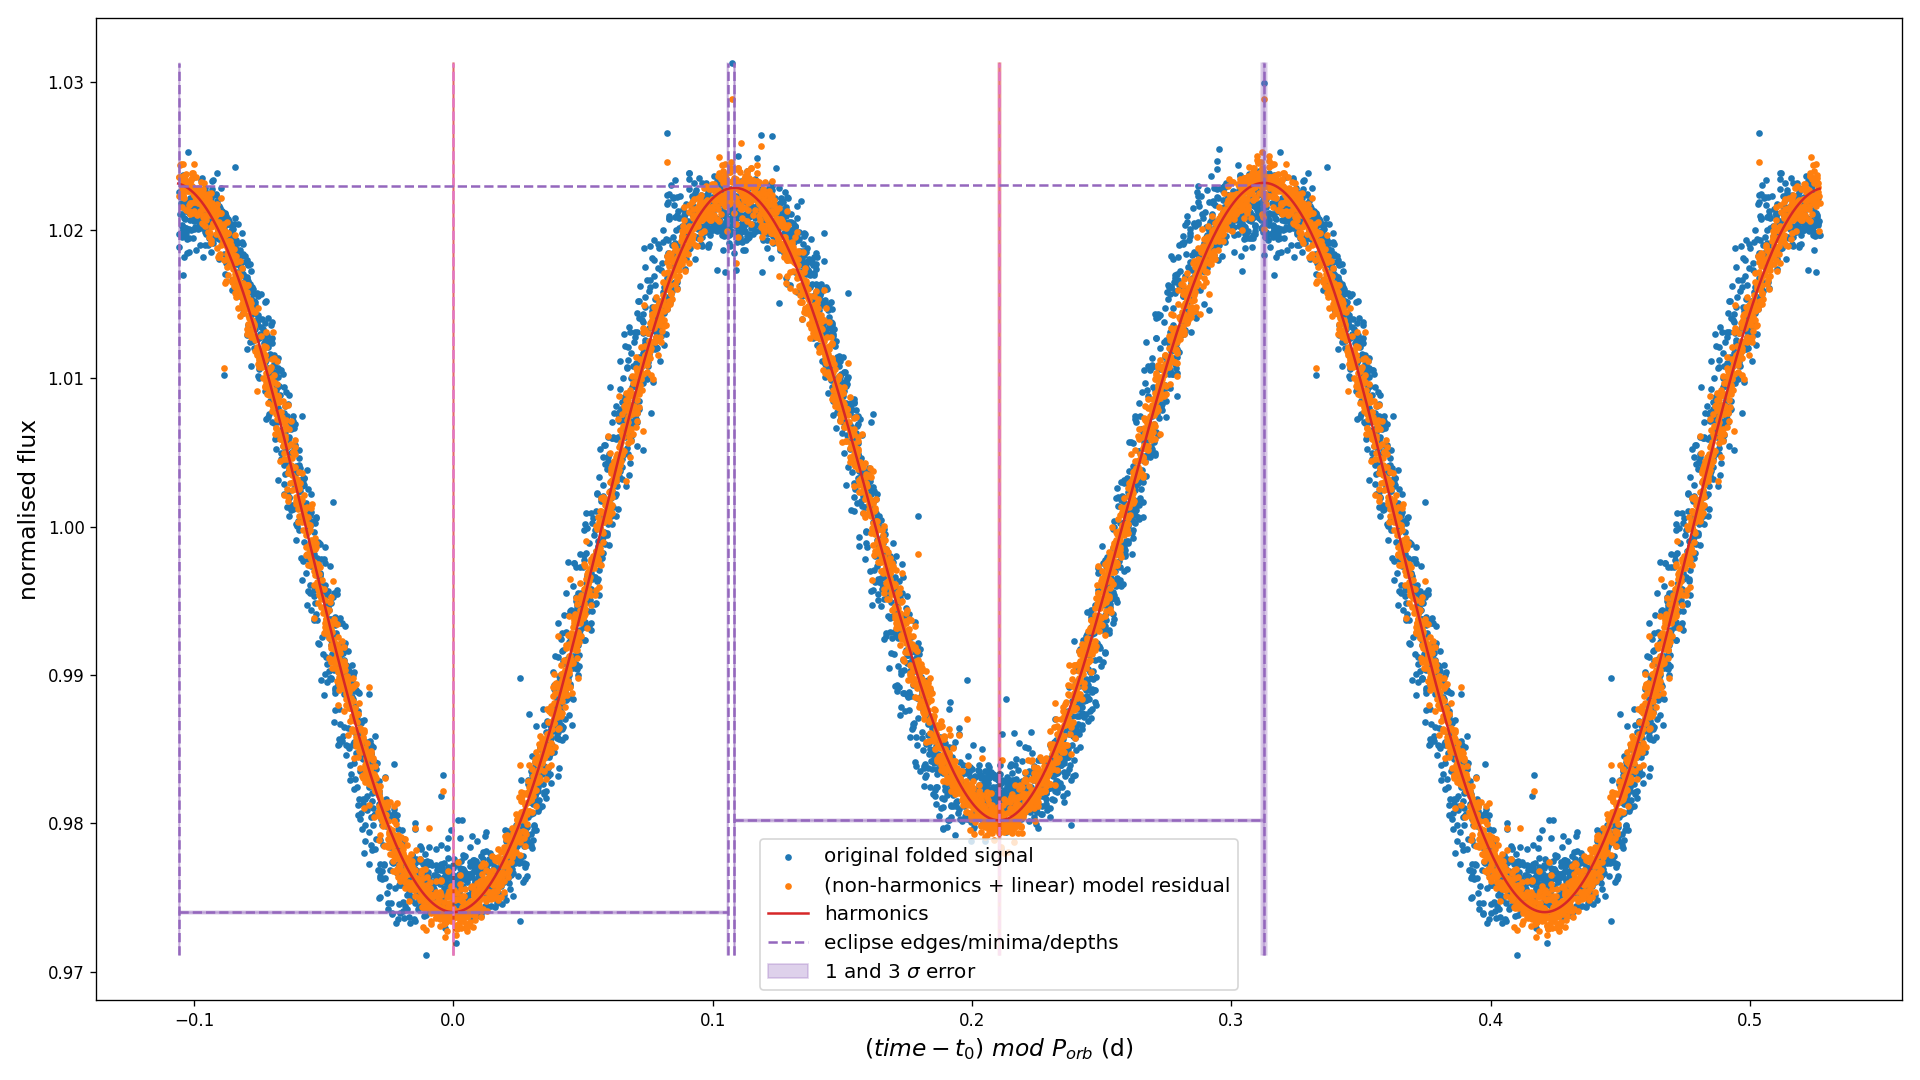 1.03
1.02
1.01
1.00
0.99
0.98
0.97
normalised flux
original folded signal
(non-harmonics + linear) model residual
harmonics
eclipse edges/minima/depths
1 and 3 σ error
−0.1 0.0 0.1 0.2 0.3 0.4 0.5
(time − t₀) mod P_orb (d)